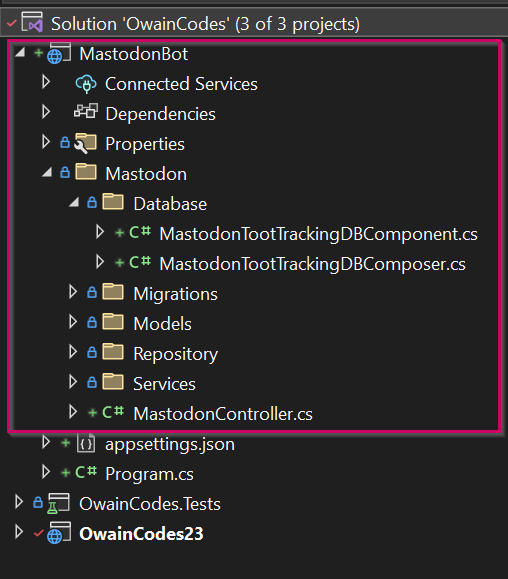 Solution 'OwainCodes' (3 of 3 projects)
MastodonBot
Connected Services
Dependencies
Properties
Mastodon
Database
C# MastodonTootTrackingDBComponent.cs
C# MastodonTootTrackingDBComposer.cs
Migrations
Models
Repository
Services
C# MastodonController.cs
appsettings.json
C# Program.cs
OwainCodes.Tests
OwainCodes23